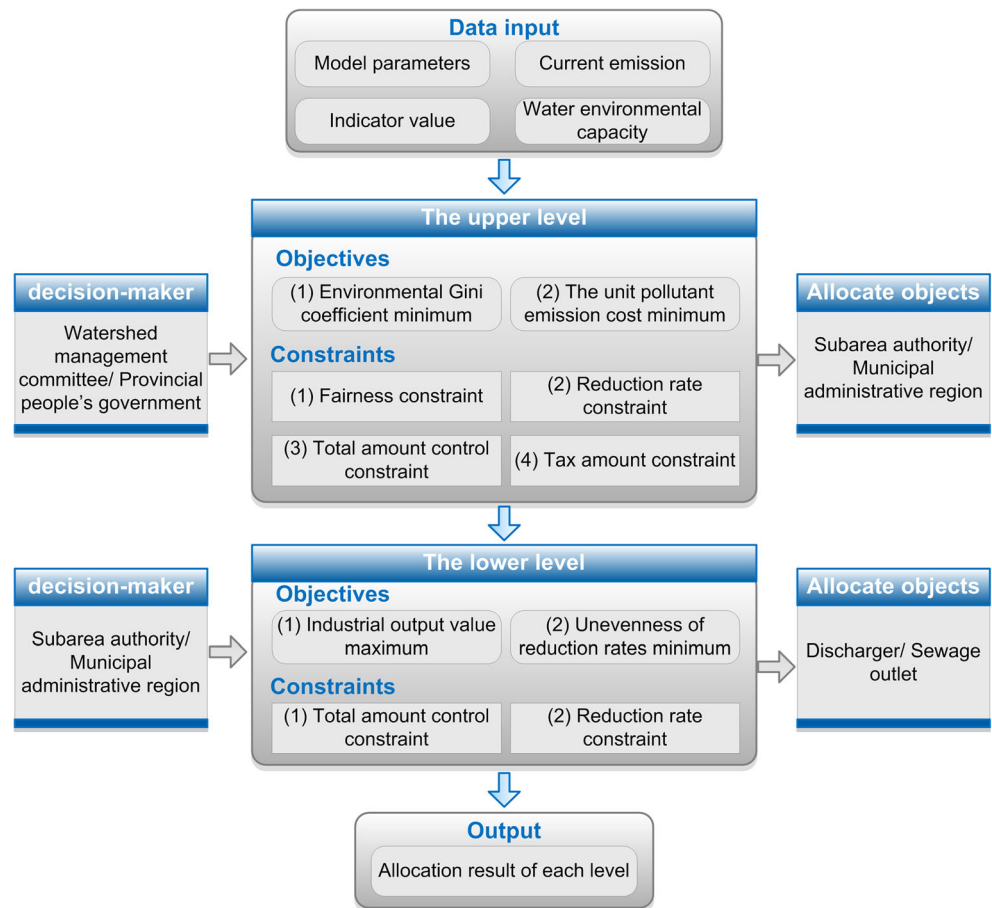 Data input
Model parameters
Current emission
Indicator value
Water environmental
capacity
The upper level
Objectives
(1) Environmental Gini
coefficient minimum
(2) The unit pollutant
emission cost minimum
Constraints
(1) Fairness constraint
(2) Reduction rate
constraint
(3) Total amount control
constraint
(4) Tax amount constraint
decision-maker
Watershed
management
committee/ Provincial
people's government
Allocate objects
Subarea authority/
Municipal
administrative region
The lower level
Objectives
(1) Industrial output value
maximum
(2) Unevenness of
reduction rates minimum
Constraints
(1) Total amount control
constraint
(2) Reduction rate
constraint
decision-maker
Subarea authority/
Municipal
administrative region
Allocate objects
Discharger/ Sewage
outlet
Output
Allocation result of each level